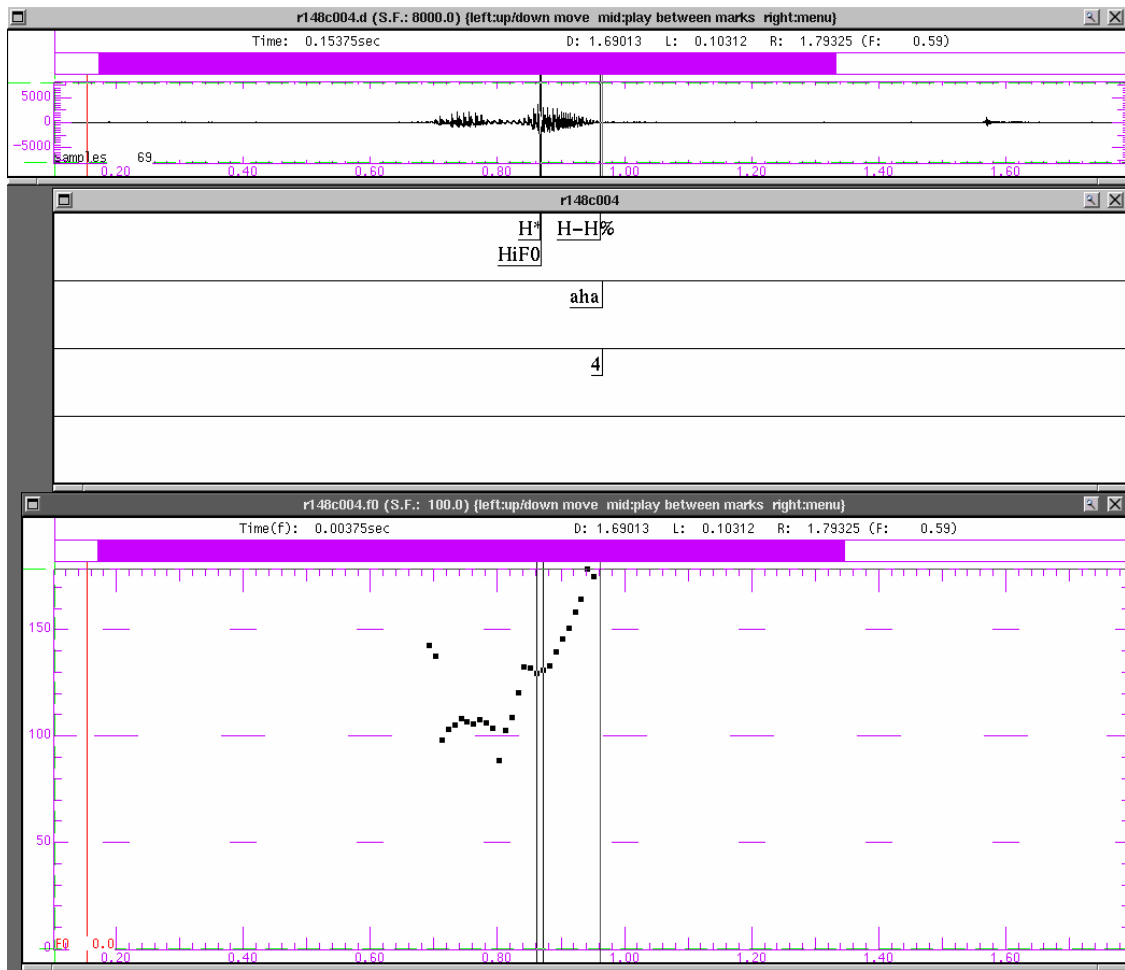 r148c004.d (S.F.: 8000.0) {left:up/down move mid:play between marks right:menu}
Time: 0.15375sec D: 1.69013 L: 0.10312 R: 1.79325 (F: 0.59)
5000
0
-5000
samples 69
0.20 0.40 0.60 0.80 1.00 1.20 1.40 1.60
r148c004
H* H-H%
HiF0
aha
4
r148c004.f0 (S.F.: 100.0) {left:up/down move mid:play between marks right:menu}
Time(f): 0.00375sec D: 1.69013 L: 0.10312 R: 1.79325 (F: 0.59)
150
100
50
0
F0 0.0
0.20 0.40 0.60 0.80 1.00 1.20 1.40 1.60